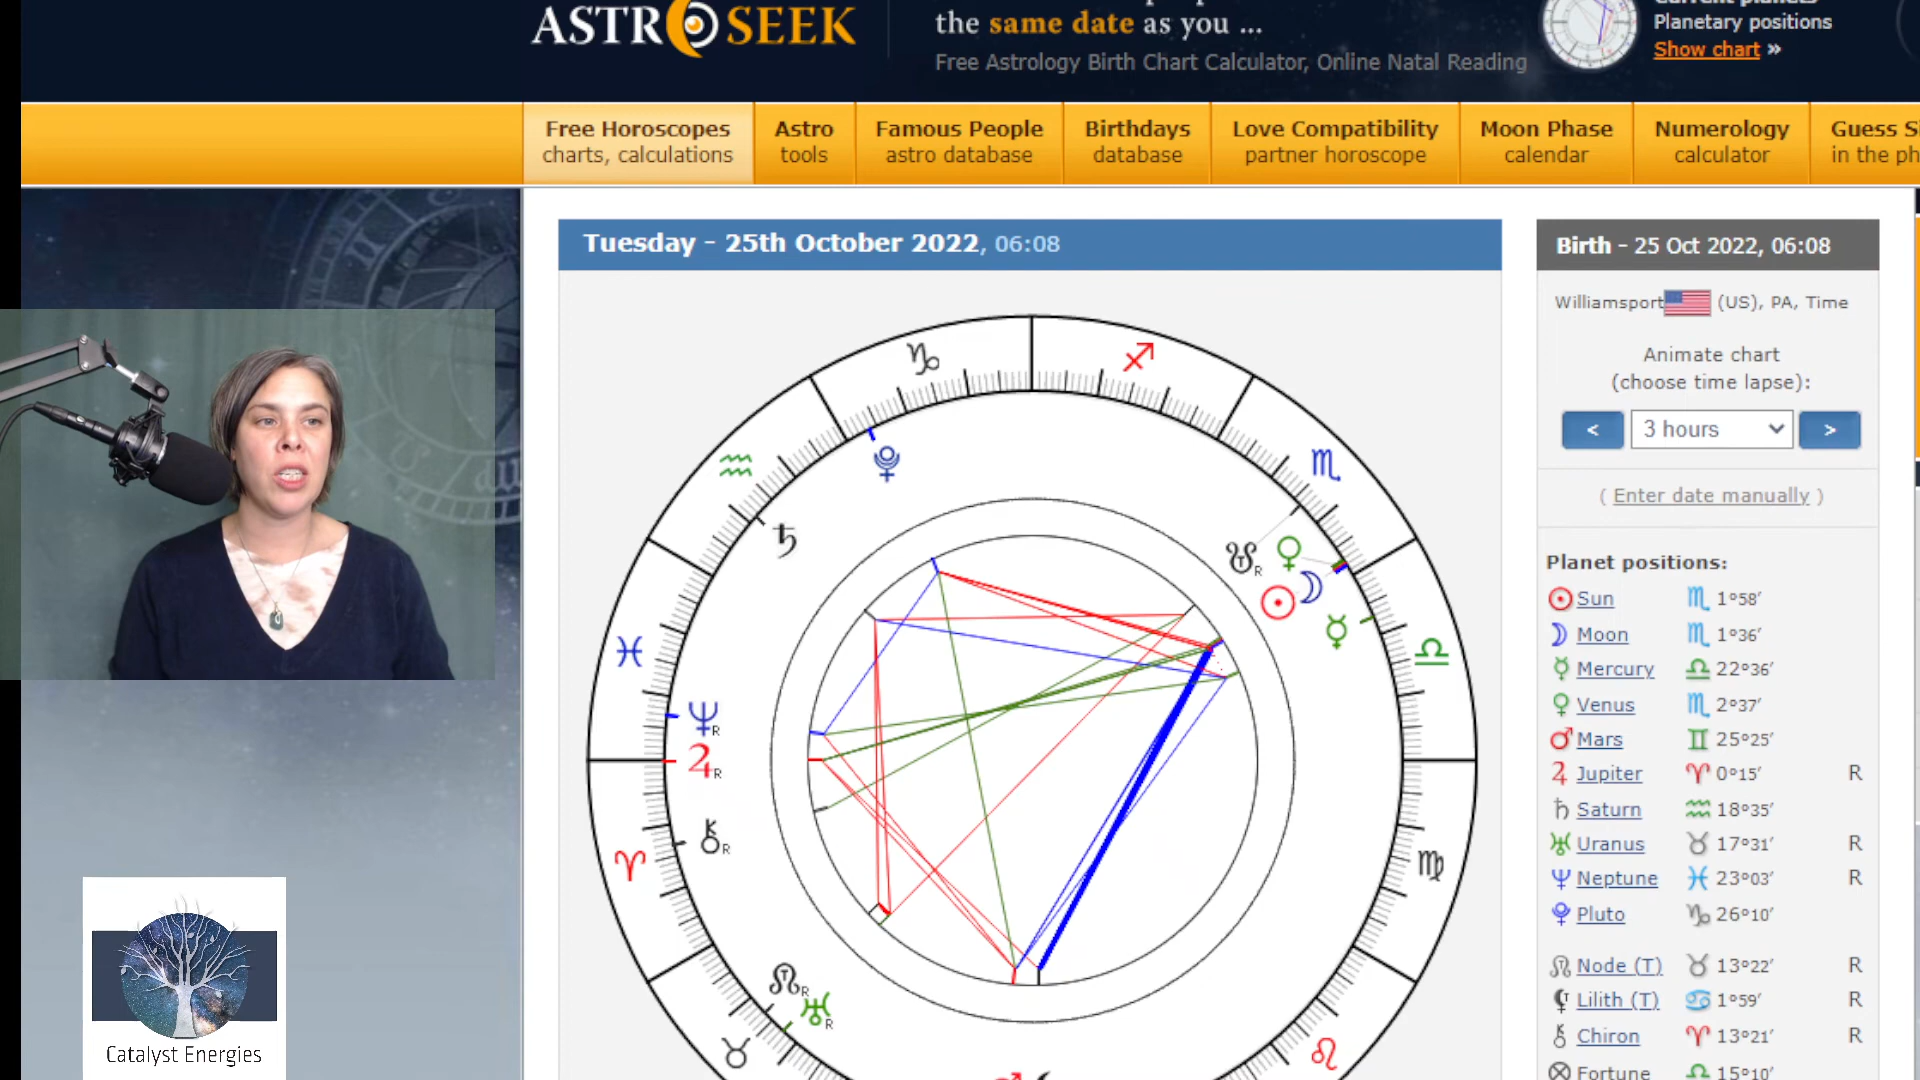 ASTROSEEK
the same date as you ...
Free Astrology Birth Chart Calculator, Online Natal Reading
Planetary positions
Show chart »
Free Horoscopes
charts, calculations
Astro
tools
Famous People
astro database
Birthdays
database
Love Compatibility
partner horoscope
Moon Phase
calendar
Numerology
calculator
Guess
in the
Tuesday - 25th October 2022, 06:08
Birth - 25 Oct 2022, 06:08
Williamsport (US), PA, Time
Animate chart
(choose time lapse):
< 3 hours >
( Enter date manually )
Planet positions:
Sun ♏ 1°58′
Moon ♏ 1°36′
Mercury ♎ 22°36′
Venus ♏ 2°37′
Mars ♊ 25°25′
Jupiter ♈ 0°15′ R
Saturn ♒ 18°35′
Uranus ♉ 17°31′ R
Neptune ♓ 23°03′ R
Pluto ♑ 26°10′
Node (T) ♉ 13°22′ R
Lilith (T) ♋ 1°59′ R
Chiron ♈ 13°21′ R
Fortune ♎ 15°10′
Catalyst Energies